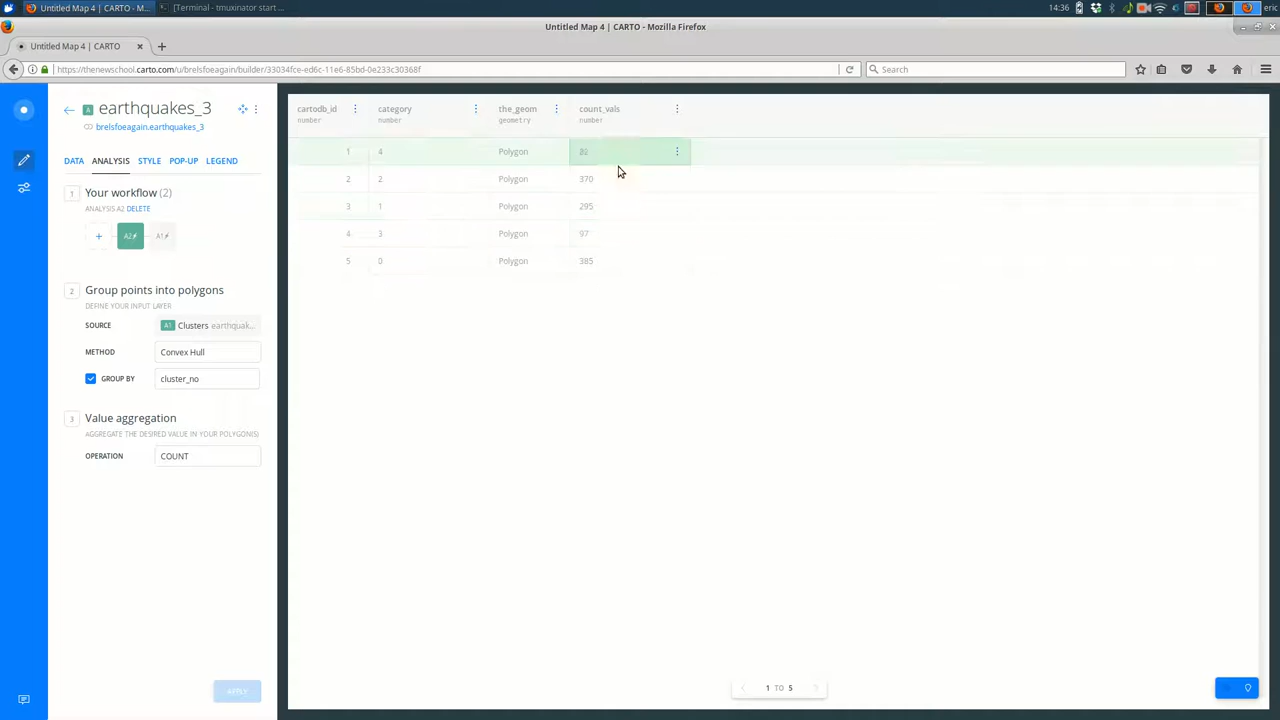 Untitled Map 4 | CARTO - M...
[Terminal - tmuxinator start ...
14:36
eric
Untitled Map 4 | CARTO - Mozilla Firefox
Untitled Map 4 | CARTO
https://thenewschool.carto.com/u/brelsfoeagain/builder/33034fce-ed6c-11e6-85bd-0e233c30368f
Search
A earthquakes_3
brelsfoeagain.earthquakes_3
DATA ANALYSIS STYLE POP-UP LEGEND
1 Your workflow (2)
ANALYSIS A2 DELETE
+ A2 A1
2 Group points into polygons
DEFINE YOUR INPUT LAYER
SOURCE A1 Clusters earthquak...
METHOD Convex Hull
GROUP BY cluster_no
3 Value aggregation
AGGREGATE THE DESIRED VALUE IN YOUR POLYGON(S)
OPERATION COUNT
APPLY
cartodb_id category the_geom count_vals
number number geometry number
1 4 Polygon
2 2 Polygon 370
3 1 Polygon 295
4 3 Polygon 97
5 0 Polygon 385
1 TO 5